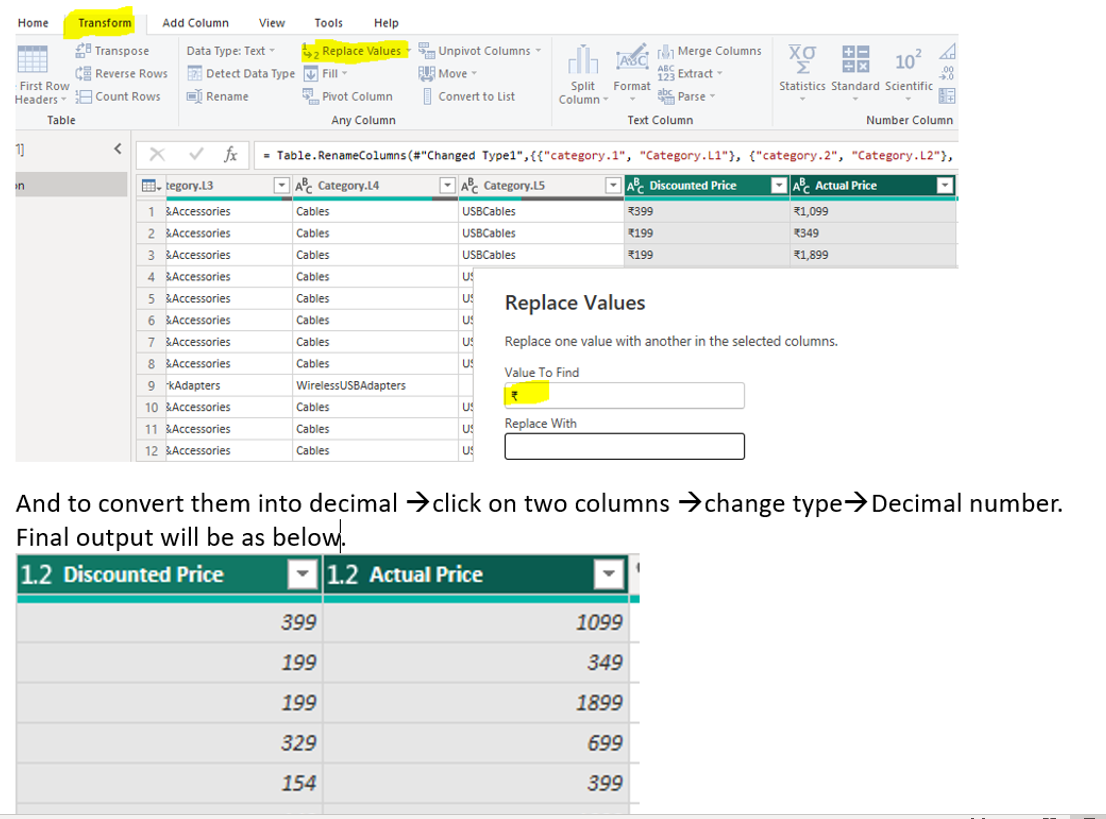 Home Transform Add Column View Tools Help
Transpose Data Type: Text Replace Values Unpivot Columns Merge Columns
Reverse Rows Detect Data Type Fill Move Split Column Format Extract Statistics Standard Scientific
First Row Headers Count Rows Rename Pivot Column Convert to List Parse
Table Any Column Text Column Number Column
= Table.RenameColumns(#"Changed Type1",{{"category.1", "Category.L1"}, {"category.2", "Category.L2"},
tegory.L3 Category.L4 Category.L5 Discounted Price Actual Price
1 &Accessories Cables USBCables ₹399 ₹1,099
2 &Accessories Cables USBCables ₹199 ₹349
3 &Accessories Cables USBCables ₹199 ₹1,899
4 &Accessories Cables US
5 &Accessories Cables US
6 &Accessories Cables US
7 &Accessories Cables US
8 &Accessories Cables US
9 rkAdapters WirelessUSBAdapters
10 &Accessories Cables US
11 &Accessories Cables US
12 &Accessories Cables US
Replace Values
Replace one value with another in the selected columns.
Value To Find
₹
Replace With
And to convert them into decimal →click on two columns →change type→Decimal number.
Final output will be as below.
1.2 Discounted Price 1.2 Actual Price
399 1099
199 349
199 1899
329 699
154 399